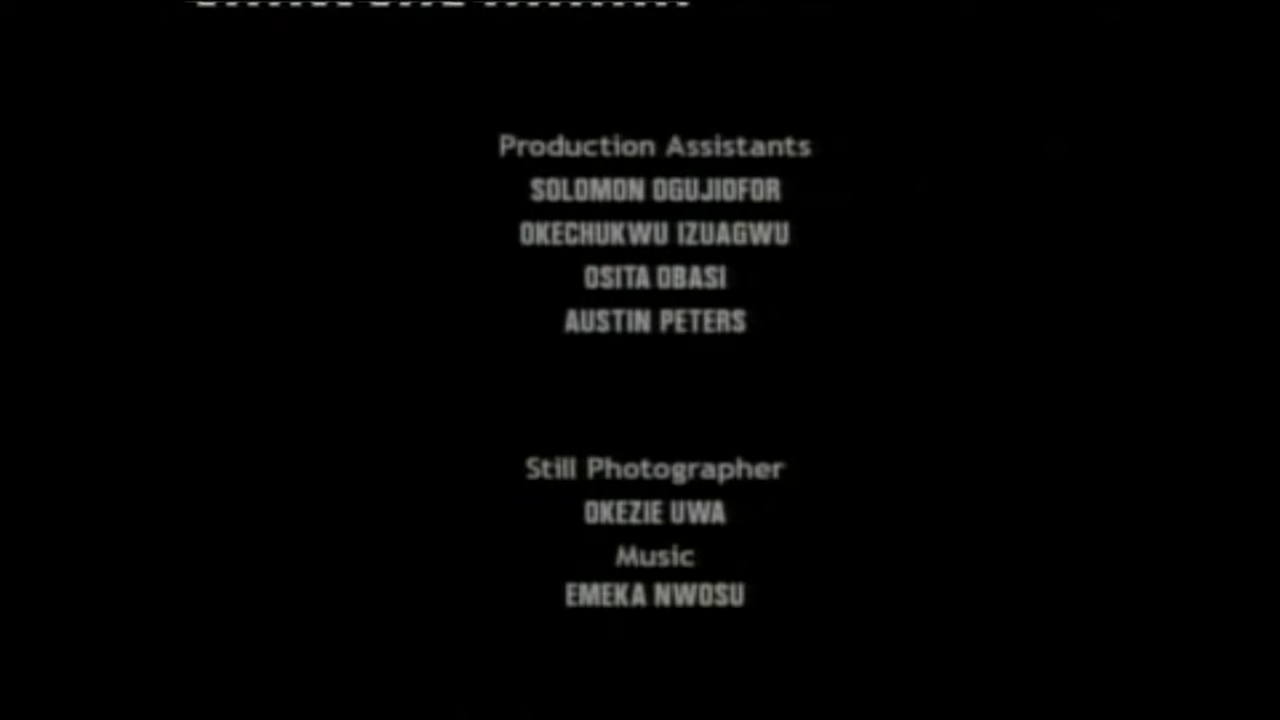 Production Assistants
SOLOMON OGUJIOFOR
OKECHUKWU IZUAGWU
OSITA OBASI
AUSTIN PETERS
Still Photographer
OKEZIE UWA
Music
EMEKA NWOSU